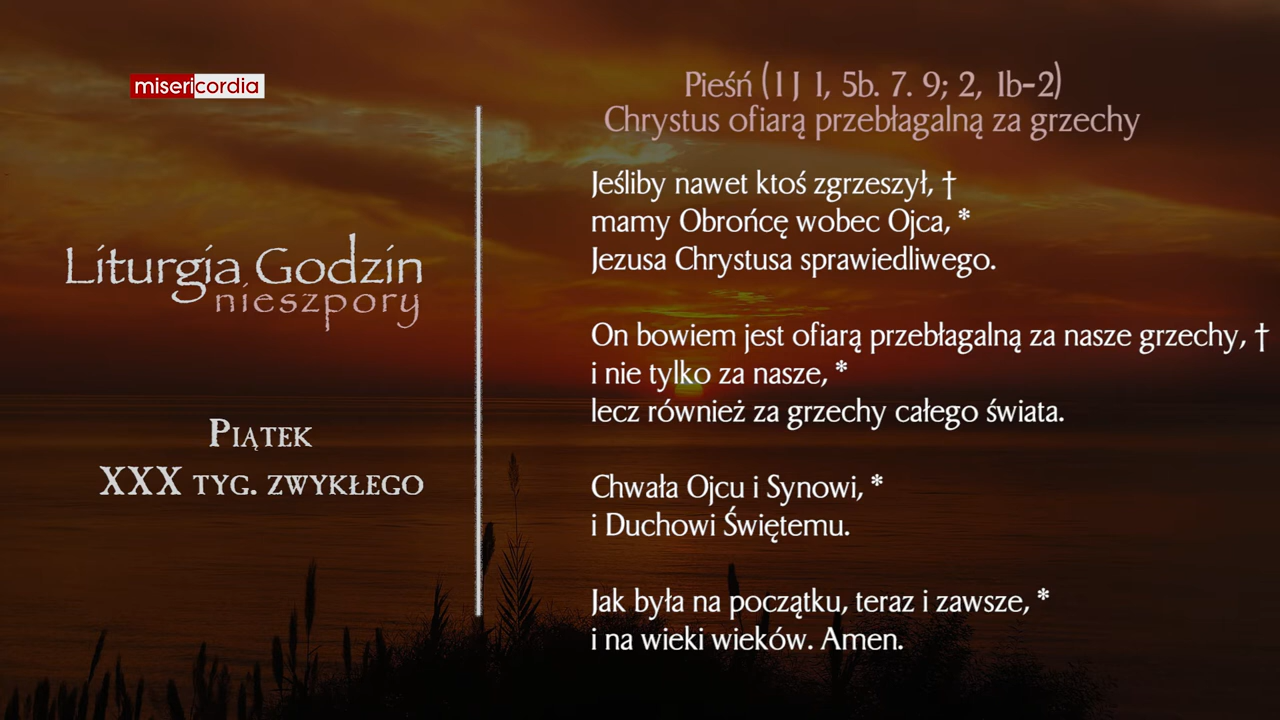 misericordia
Liturgia Godzin
nieszpory
Piątek
XXX tyg. zwykłego
Pieśń (1 J 1, 5b. 7. 9; 2, 1b-2)
Chrystus ofiarą przebłagalną za grzechy
Jeśliby nawet ktoś zgrzeszył, †
mamy Obrońcę wobec Ojca, *
Jezusa Chrystusa sprawiedliwego.
On bowiem jest ofiarą przebłagalną za nasze grzechy, †
i nie tylko za nasze, *
lecz również za grzechy całego świata.
Chwała Ojcu i Synowi, *
i Duchowi Świętemu.
Jak była na początku, teraz i zawsze, *
i na wieki wieków. Amen.